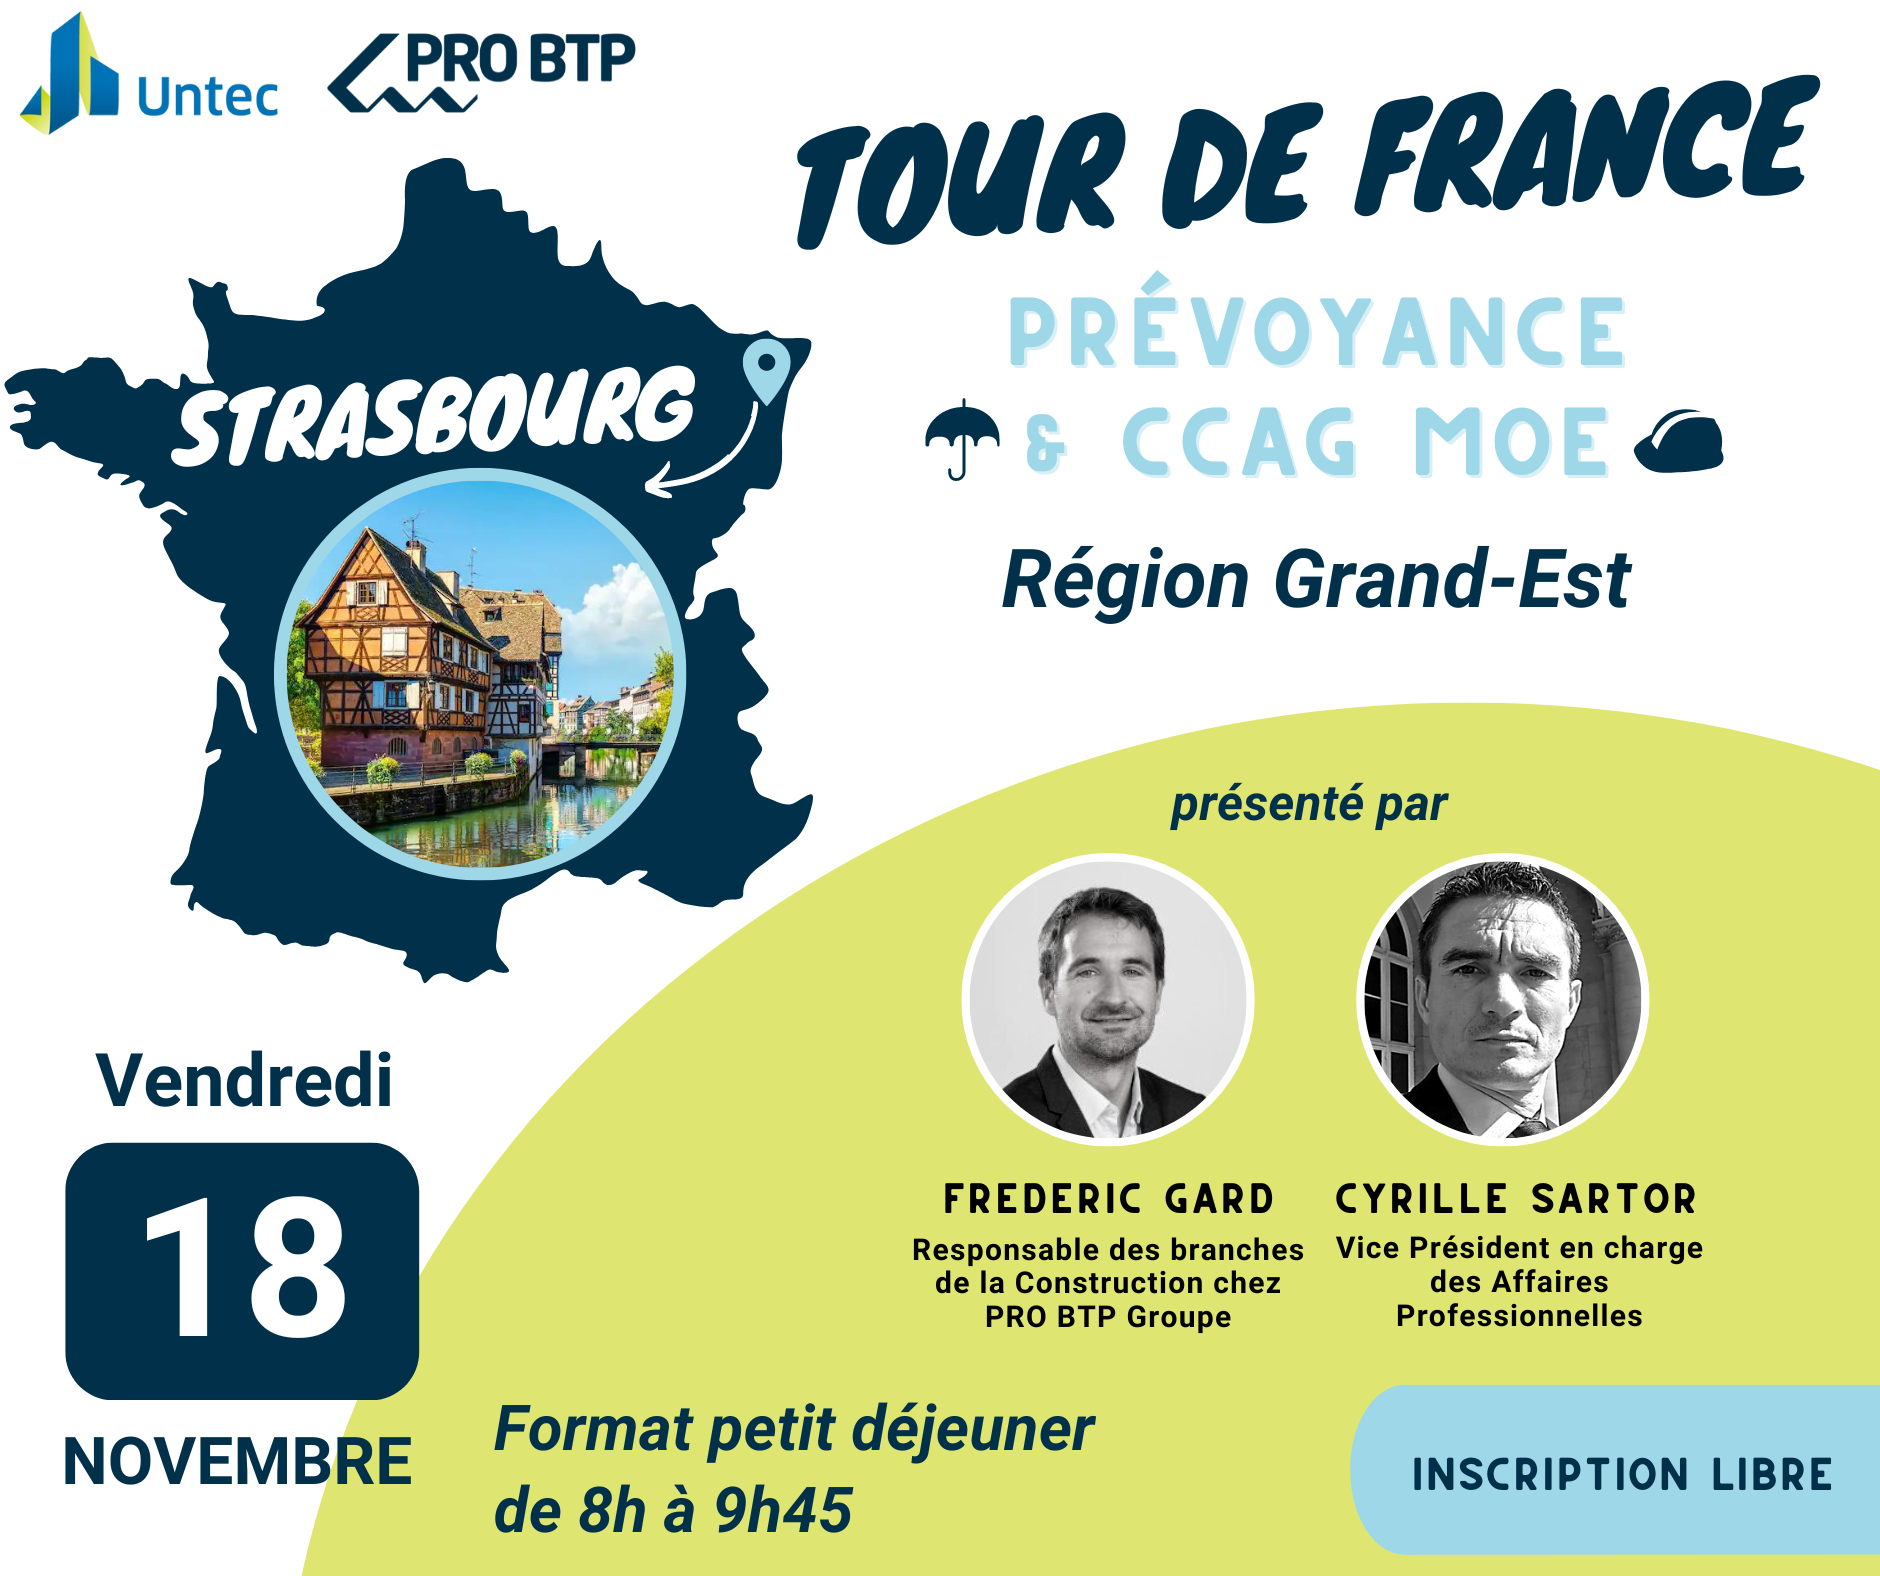 Untec
PRO BTP
TOUR DE FRANCE
PRÉVOYANCE
& CCAG MOE
Région Grand-Est
STRASBOURG
présenté par
FREDERIC GARD
Responsable des branches
de la Construction chez
PRO BTP Groupe
CYRILLE SARTOR
Vice Président en charge
des Affaires
Professionnelles
Vendredi
18
NOVEMBRE
Format petit déjeuner
de 8h à 9h45
INSCRIPTION LIBRE